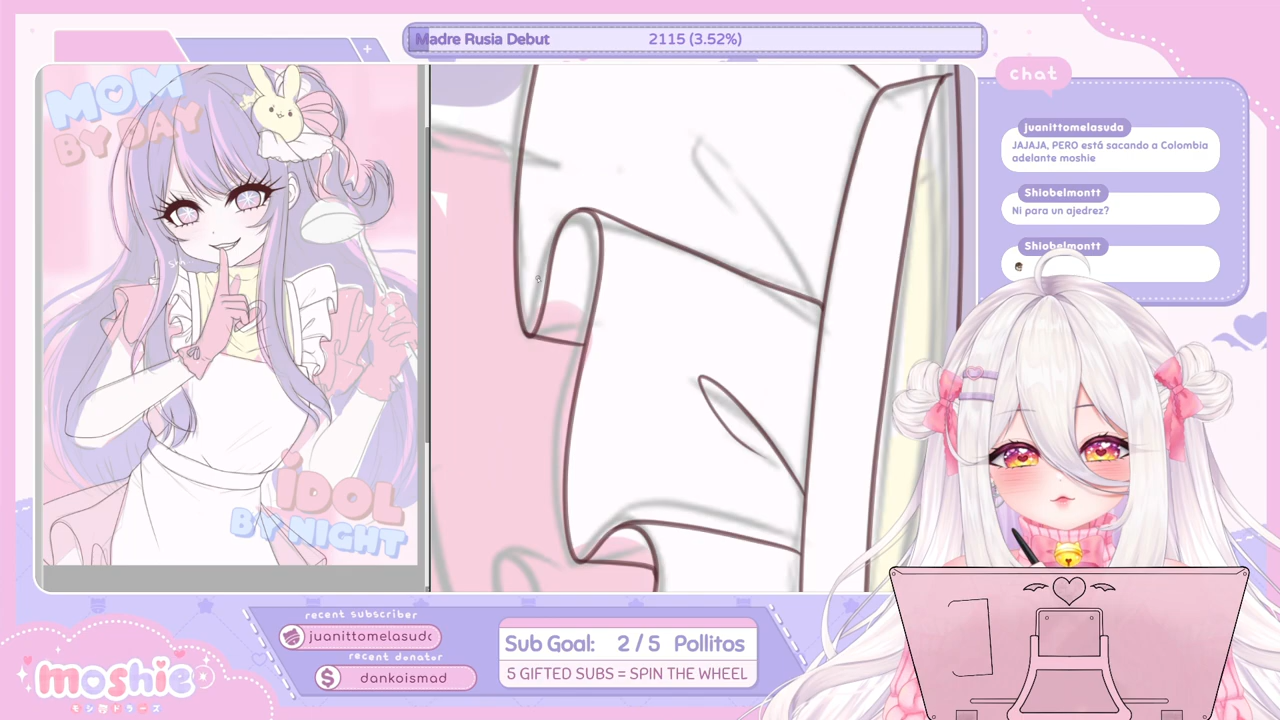 Madre Rusia Debut 2115 (3.52%)
+
MOM
BY DAY
Shh
IDOL
BY NIGHT
chat
juanittomelasuda
JAJAJA, PERO está sacando a Colombia
adelante moshie
Shiobelmontt
Ni para un ajedrez?
Shiobelmontt
recent subscriber
juanittomelasudc
recent donator
$ dankoismad
Sub Goal: 2 / 5 Pollitos
5 GIFTED SUBS = SPIN THE WHEEL
moshie